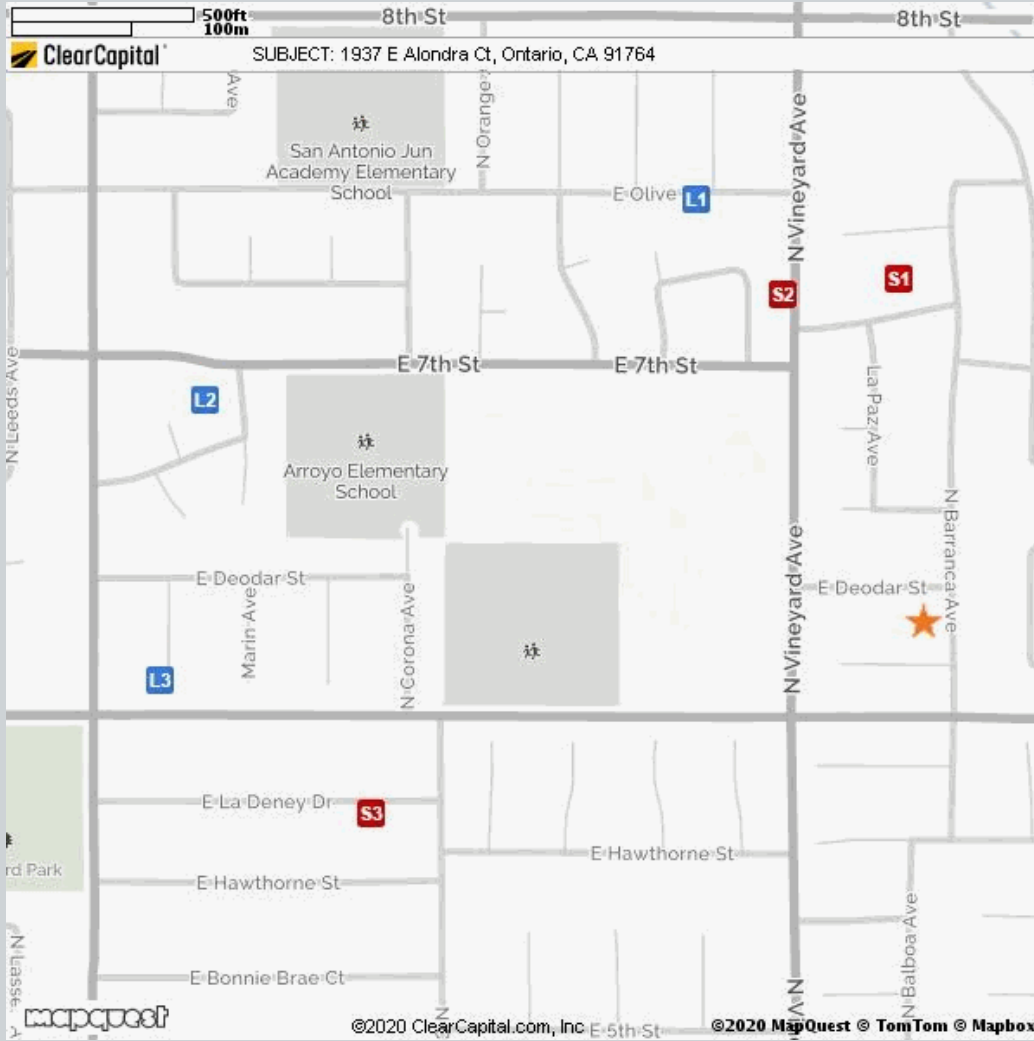 500ft
100m
8th St
8th St
ClearCapital
SUBJECT: 1937 E Alondra Ct, Ontario, CA 91764
Ave
N Orange
N Vineyard Ave
San Antonio Jun
Academy Elementary
School
E Olive
L1
S1
S2
N Leeds Ave
E 7th St
E 7th St
L2
La Paz Ave
Arroyo Elementary
School
N Barranca Ave
N Vineyard Ave
E Deodar St
E Deodar St
Marin Ave
N Corona Ave
L3
E La Deney Dr
S3
E Hawthorne St
rd Park
E Hawthorne St
N Balboa Ave
N Lasse
E Bonnie Brae Ct
mapquest
©2020 ClearCapital.com, Inc
E 5th St
©2020 MapQuest © TomTom © Mapbox